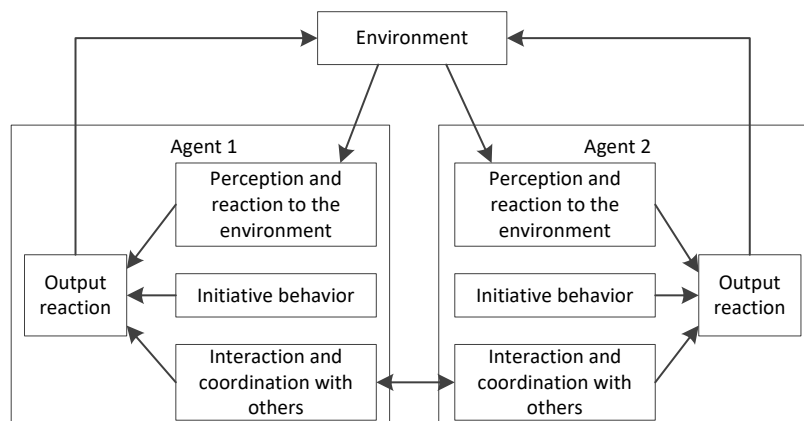 Environment
Agent 1
Perception and
reaction to the
environment
Output
reaction
Initiative behavior
Interaction and
coordination with
others
Agent 2
Perception and
reaction to the
environment
Initiative behavior
Output
reaction
Interaction and
coordination with
others